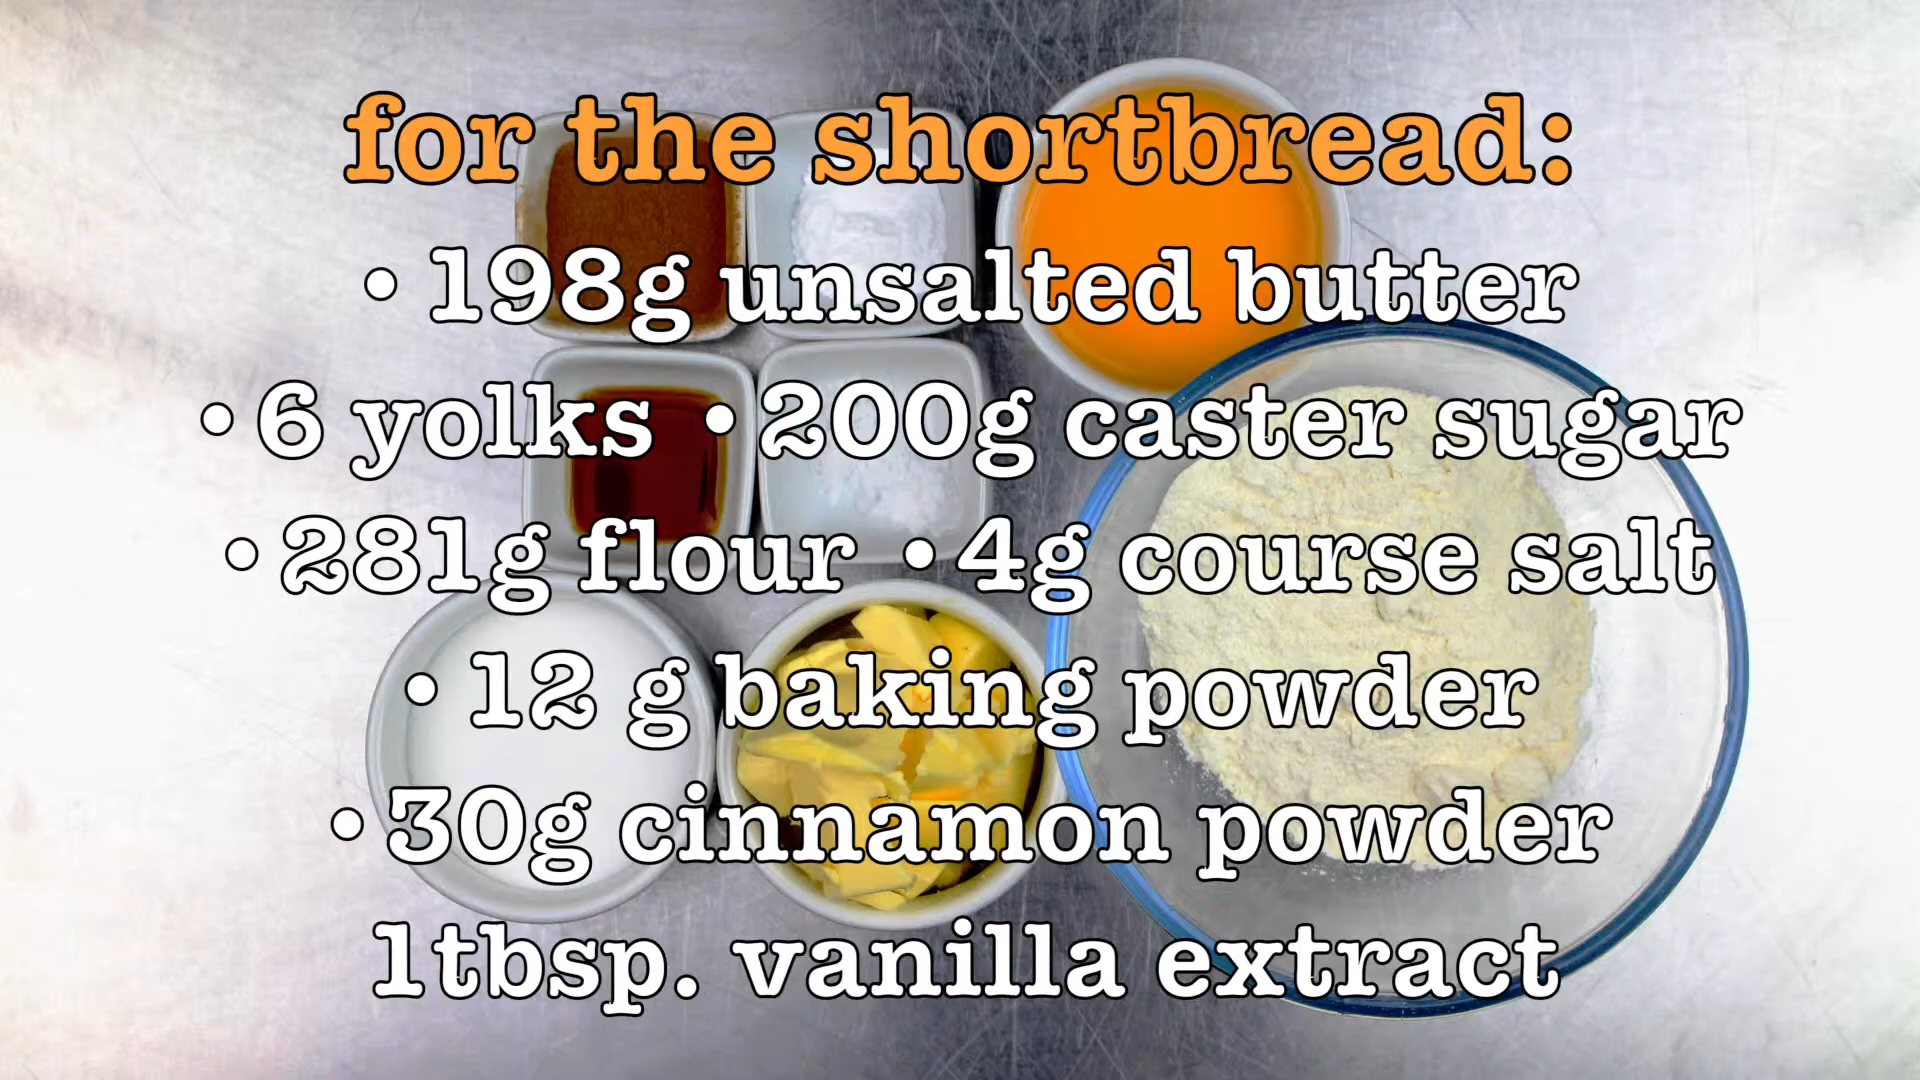 for the shortbread:
• 198g unsalted butter
• 6 yolks • 200g caster sugar
• 281g flour • 4g course salt
• 12 g baking powder
• 30g cinnamon powder
1tbsp. vanilla extract